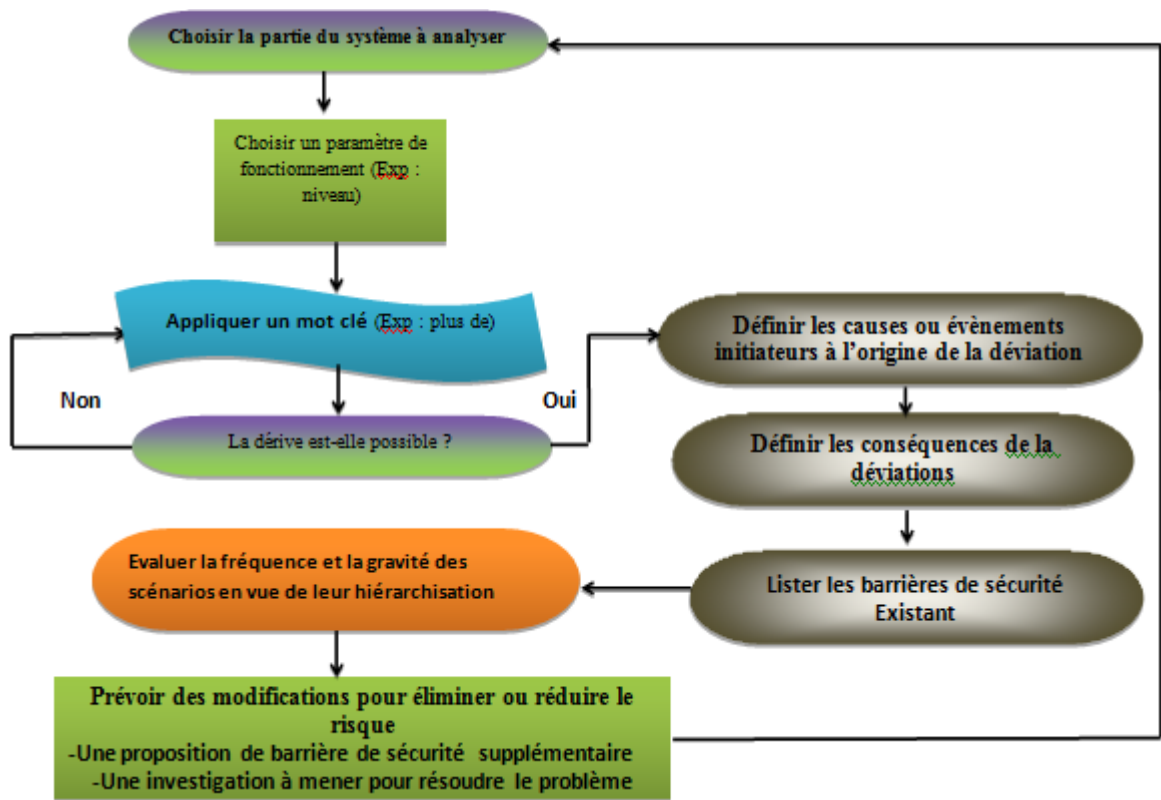 Choisir la partie du système à analyser
Choisir un paramètre de
fonctionnement (Exp :
niveau)
Appliquer un mot clé (Exp : plus de)
Non
Oui
La dérive est-elle possible ?
Définir les causes ou évènements
initiateurs à l'origine de la déviation
Définir les conséquences de la
déviations
Lister les barrières de sécurité
Existant
Evaluer la fréquence et la gravité des
scénarios en vue de leur hiérarchisation
Prévoir des modifications pour éliminer ou réduire le
risque
-Une proposition de barrière de sécurité supplémentaire
-Une investigation à mener pour résoudre le problème